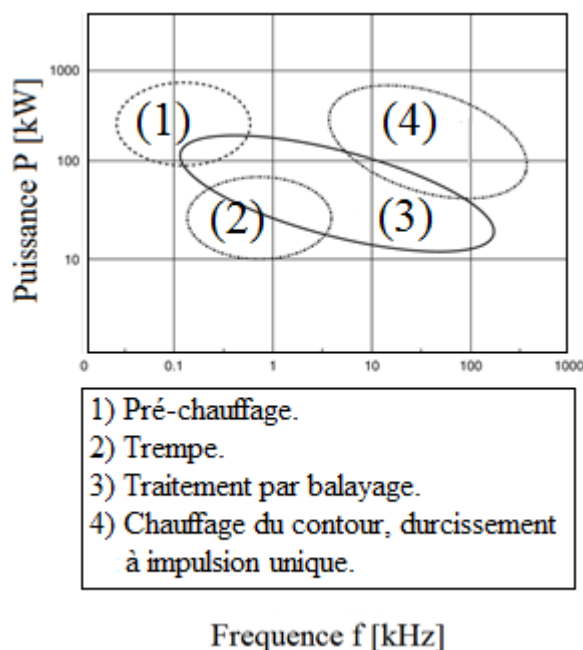 Puissance P [kW]
1000
100
10
(1)
(4)
(2)
(3)
0
0.1
1
10
100
1000
1) Pré-chauffage.
2) Trempe.
3) Traitement par balayage.
4) Chauffage du contour, durcissement
à impulsion unique.
Frequence f [kHz]